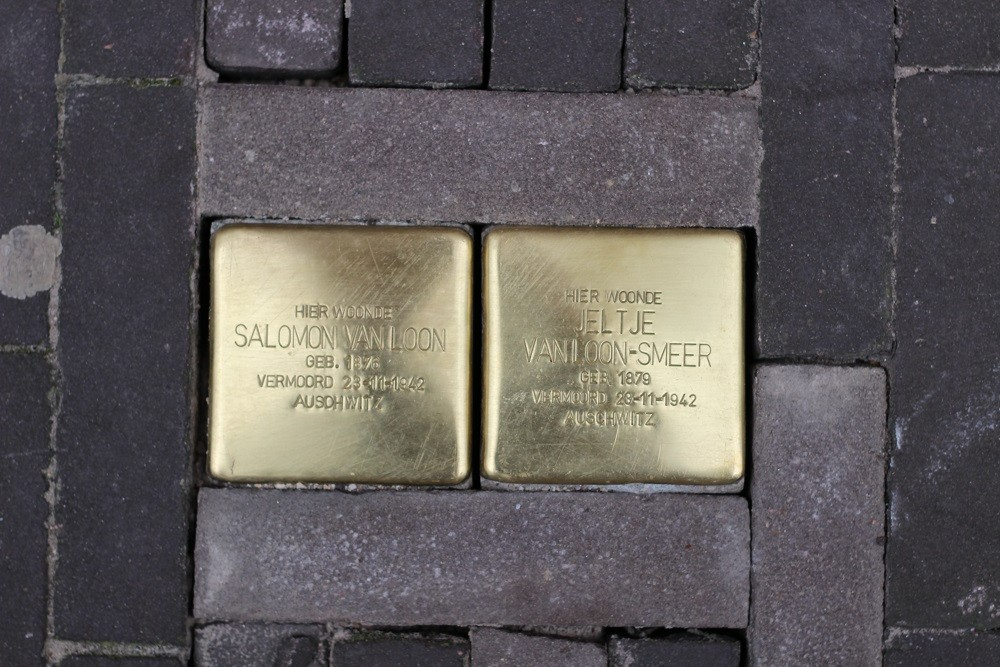 HIER WOONDE
SALOMON VAN LOON
GEB. 1876
VERMOORD 23-11-1942
AUSCHWITZ
HIER WOONDE
JELTJE
VAN LOON-SMEER
GEB. 1879
VERMOORD 23-11-1942
AUSCHWITZ